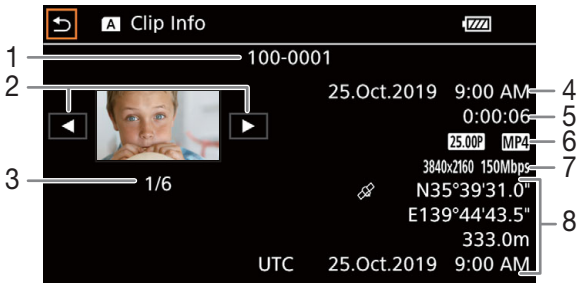 A Clip Info
1 100-0001
2
25.Oct.2019 9:00 AM 4
0:00:06 5
25.00P MP4 6
3840x2160 150Mbps 7
3 1/6
N35°39'31.0"
E139°44'43.5" 8
333.0m
UTC 25.Oct.2019 9:00 AM